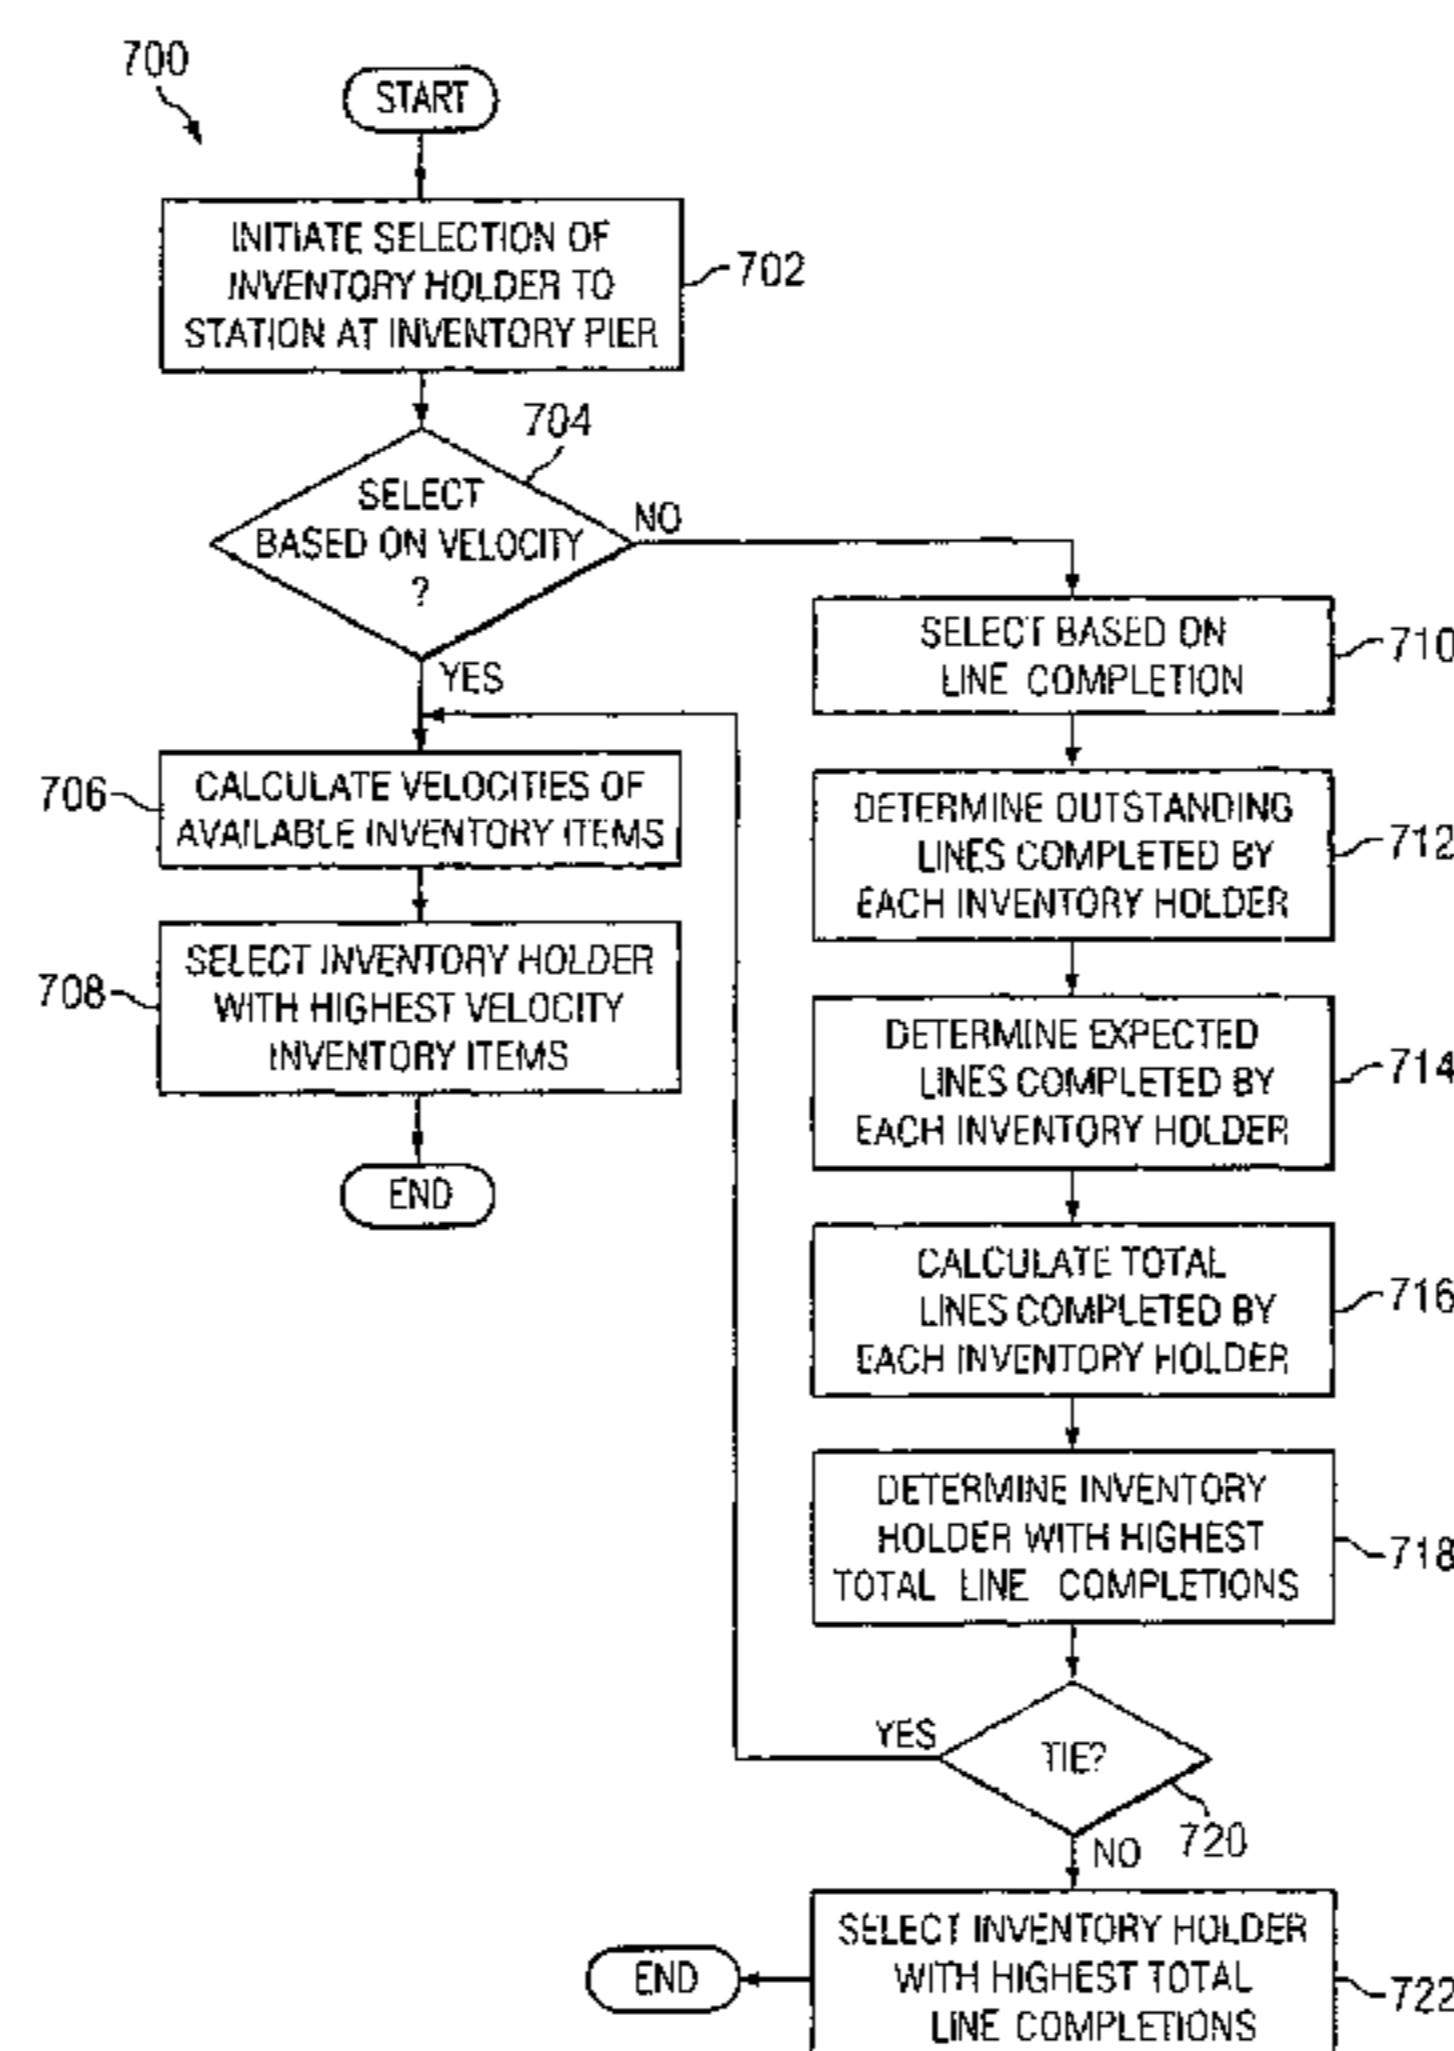 700
START
INITIATE SELECTION OF
INVENTORY HOLDER TO
STATION AT INVENTORY PIER
702
704
SELECT
BASED ON VELOCITY
?
NO
YES
706
CALCULATE VELOCITIES OF
AVAILABLE INVENTORY ITEMS
708
SELECT INVENTORY HOLDER
WITH HIGHEST VELOCITY
INVENTORY ITEMS
END
SELECT BASED ON
LINE COMPLETION
710
DETERMINE OUTSTANDING
LINES COMPLETED BY
EACH INVENTORY HOLDER
712
DETERMINE EXPECTED
LINES COMPLETED BY
EACH INVENTORY HOLDER
714
CALCULATE TOTAL
LINES COMPLETED BY
EACH INVENTORY HOLDER
716
DETERMINE INVENTORY
HOLDER WITH HIGHEST
TOTAL LINE COMPLETIONS
718
YES
TIE?
720
NO
SELECT INVENTORY HOLDER
WITH HIGHEST TOTAL
LINE COMPLETIONS
722
END